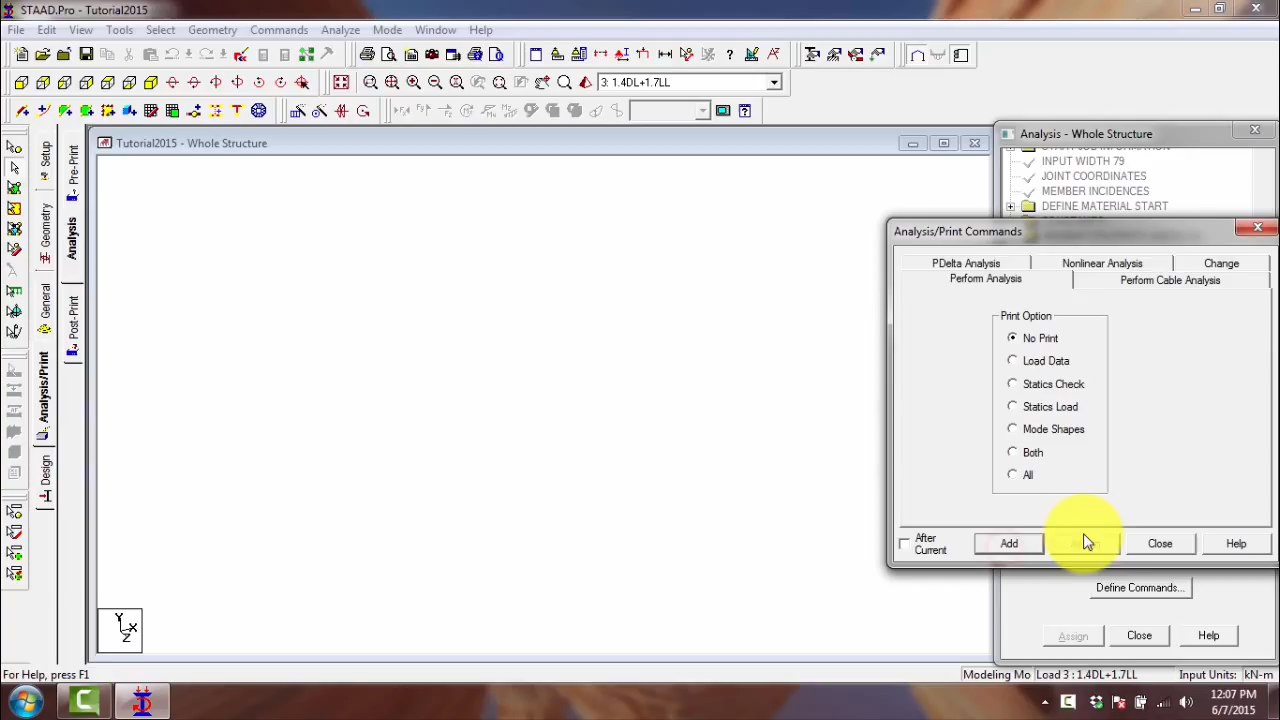 STAAD.Pro - Tutorial2015
File Edit View Tools Select Geometry Commands Analyze Mode Window Help
3: 1.4DL+1.7LL
Setup
Geometry
General
Analysis/Print
Design
Pre-Print
Analysis
Post-Print
Tutorial2015 - Whole Structure
Analysis - Whole Structure
START JOB INFORMATION
INPUT WIDTH 79
JOINT COORDINATES
MEMBER INCIDENCES
DEFINE MATERIAL START
Analysis/Print Commands
PDelta Analysis Nonlinear Analysis Change
Perform Analysis Perform Cable Analysis
Print Option
No Print
Load Data
Statics Check
Statics Load
Mode Shapes
Both
All
After
Current
Add Close Help
Define Commands...
Assign Close Help
Y
X
Z
For Help, press F1
Modeling Mo Load 3 : 1.4DL+1.7LL Input Units: kN-m
12:07 PM
6/7/2015